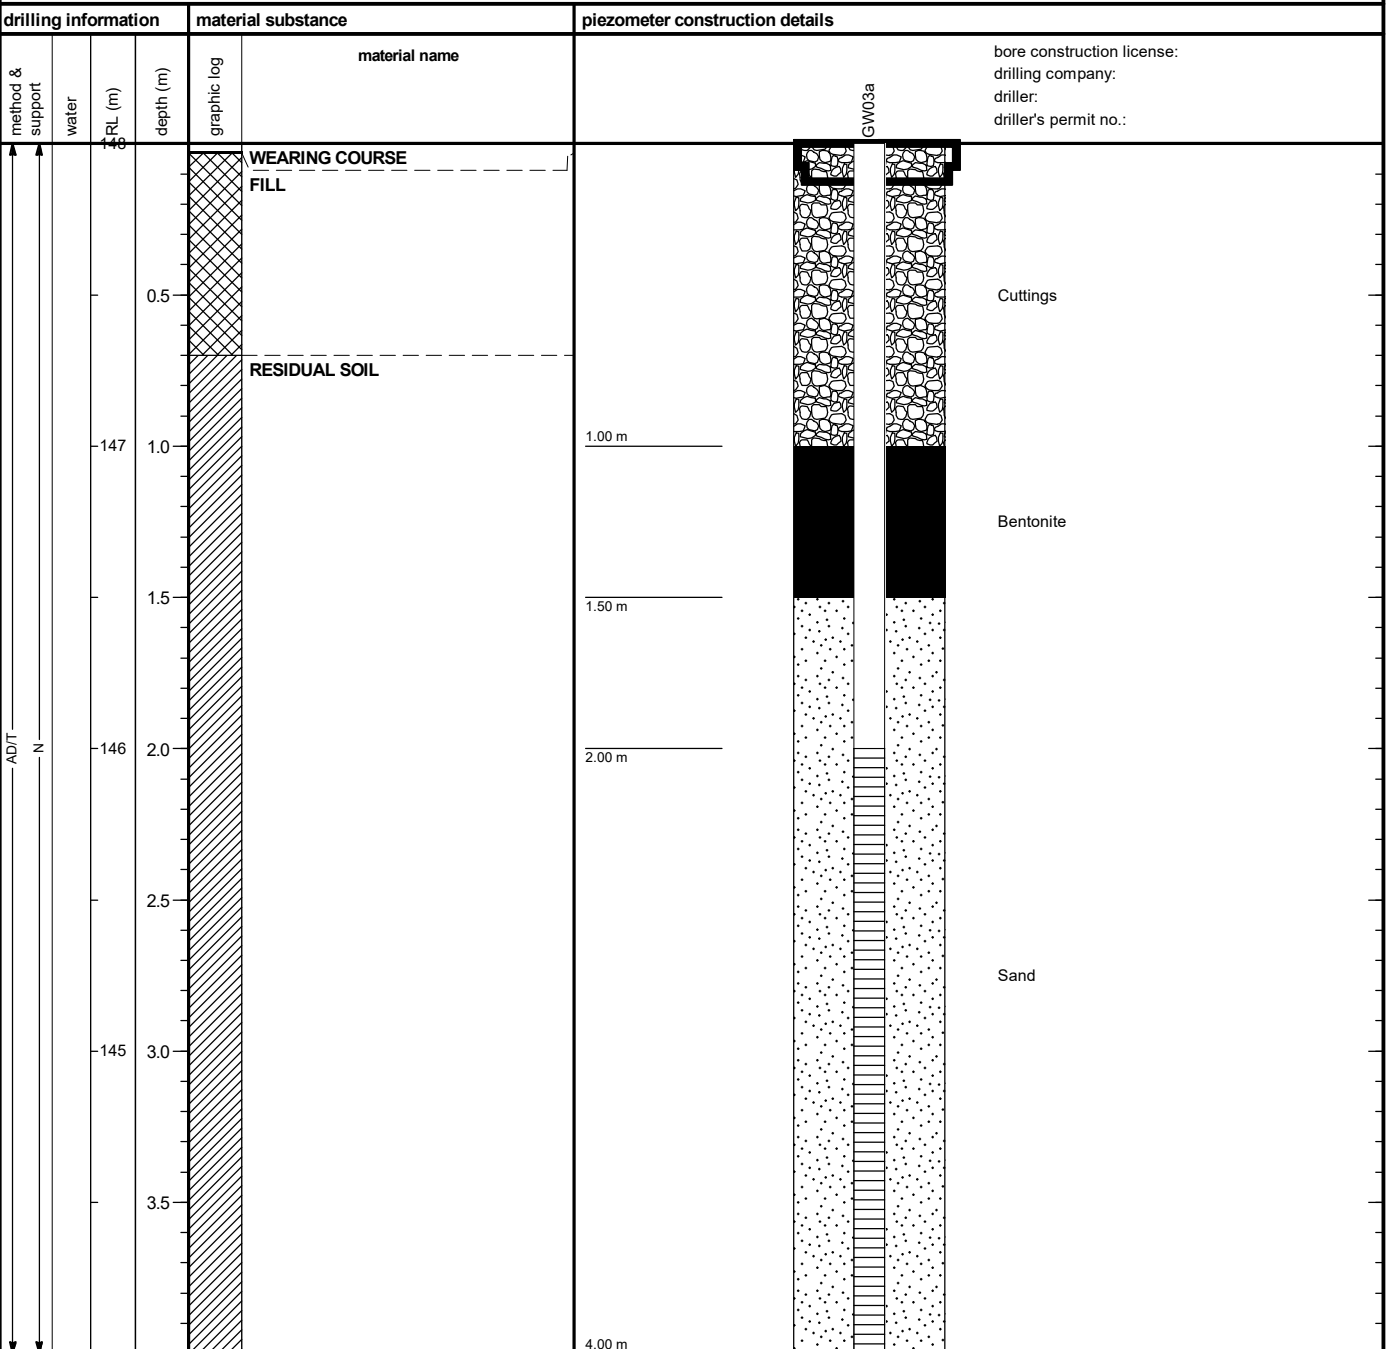 drilling information
material substance
piezometer construction details
method &
support
water
RL (m)
depth (m)
graphic log
material name
GW03a
bore construction license:
drilling company:
driller:
driller's permit no.:
148
WEARING COURSE
FILL
0.5
Cuttings
RESIDUAL SOIL
1.00 m
147
1.0
Bentonite
1.5
1.50 m
AD/T
N
146
2.0
2.00 m
2.5
Sand
145
3.0
3.5
4.00 m